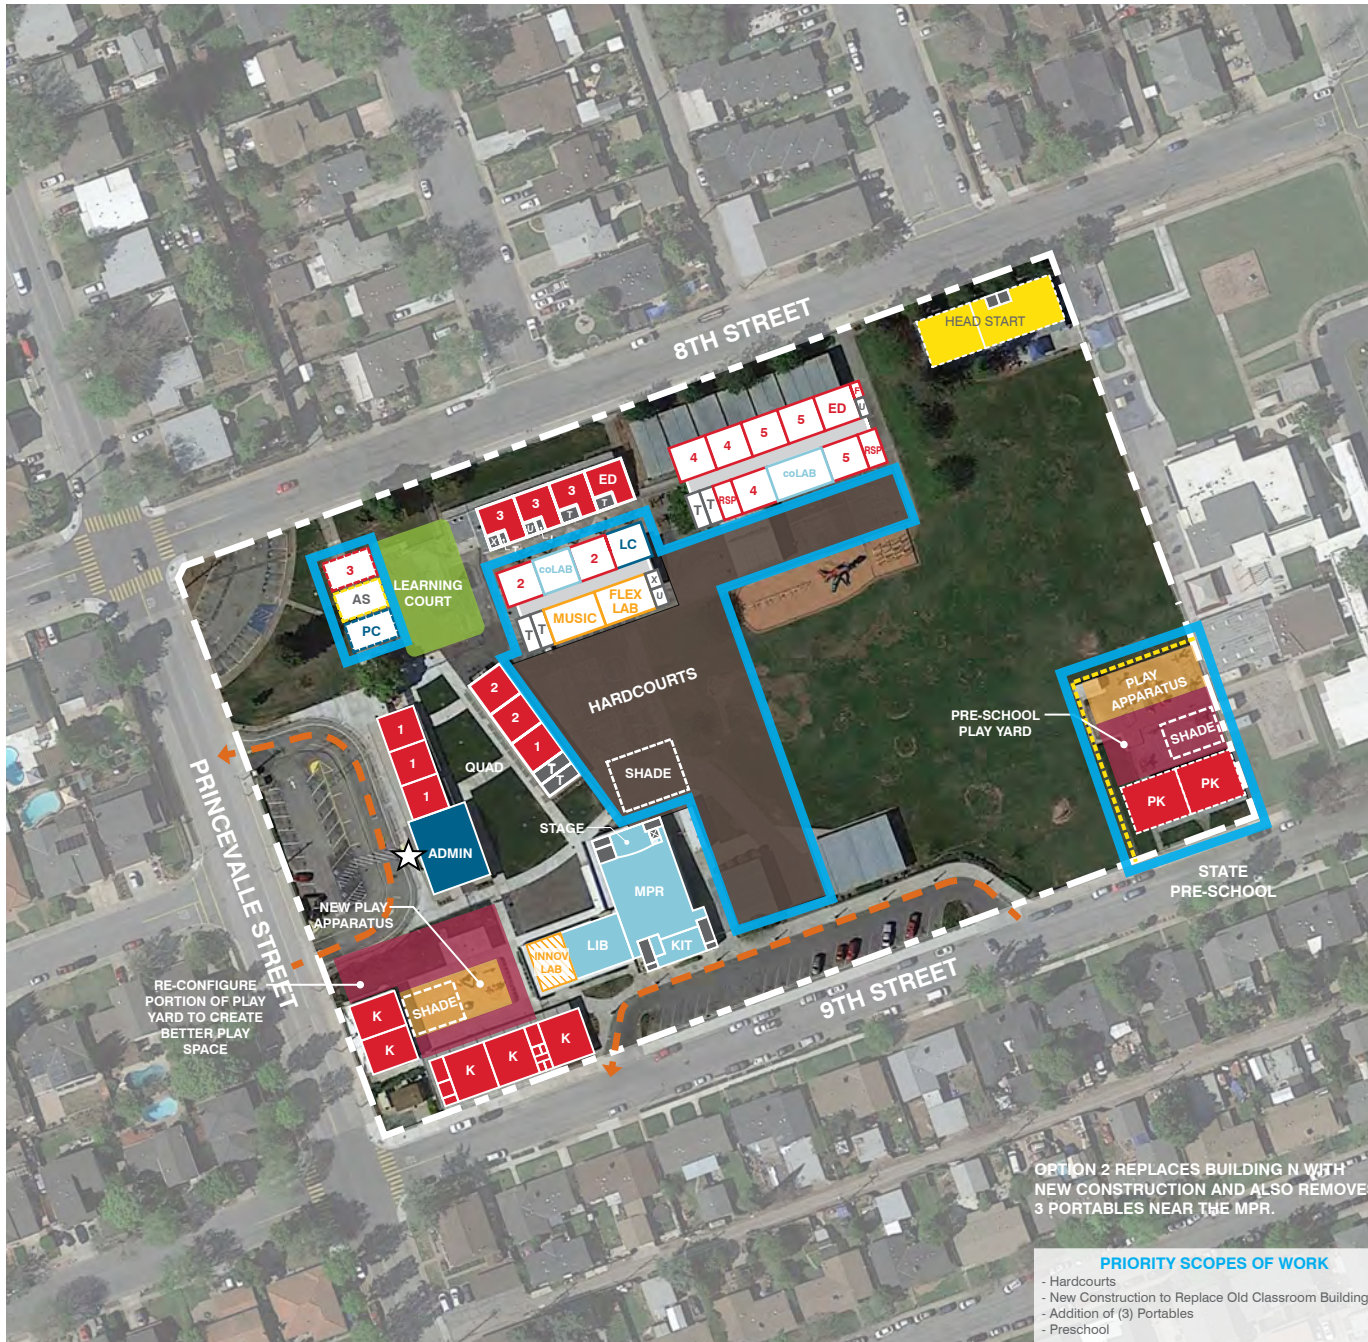 8TH STREET
HEAD START
4
4
5
5
ED
F
U
T
T
RSP
4
coLAB
5
RSP
3
3
3
ED
X
U
T
T
T
2
coLAB
2
LC
T
T
MUSIC
FLEX
LAB
X
U
3
AS
PC
LEARNING
COURT
HARDCOURTS
SHADE
2
2
1
T
T
QUAD
1
1
1
ADMIN
STAGE
MPR
LIB
KIT
INNOV
LAB
PRE-SCHOOL
PLAY YARD
PLAY
APPARATUS
SHADE
PK
PK
STATE
PRE-SCHOOL
PRINCEVALLE STREET
NEW PLAY
APPARATUS
RE-CONFIGURE
PORTION OF PLAY
YARD TO CREATE
BETTER PLAY
SPACE
SHADE
K
K
K
K
K
9TH STREET
OPTION 2 REPLACES BUILDING N WITH
NEW CONSTRUCTION AND ALSO REMOVE
3 PORTABLES NEAR THE MPR.
PRIORITY SCOPES OF WORK
- Hardcourts
- New Construction to Replace Old Classroom Building
- Addition of (3) Portables
- Preschool